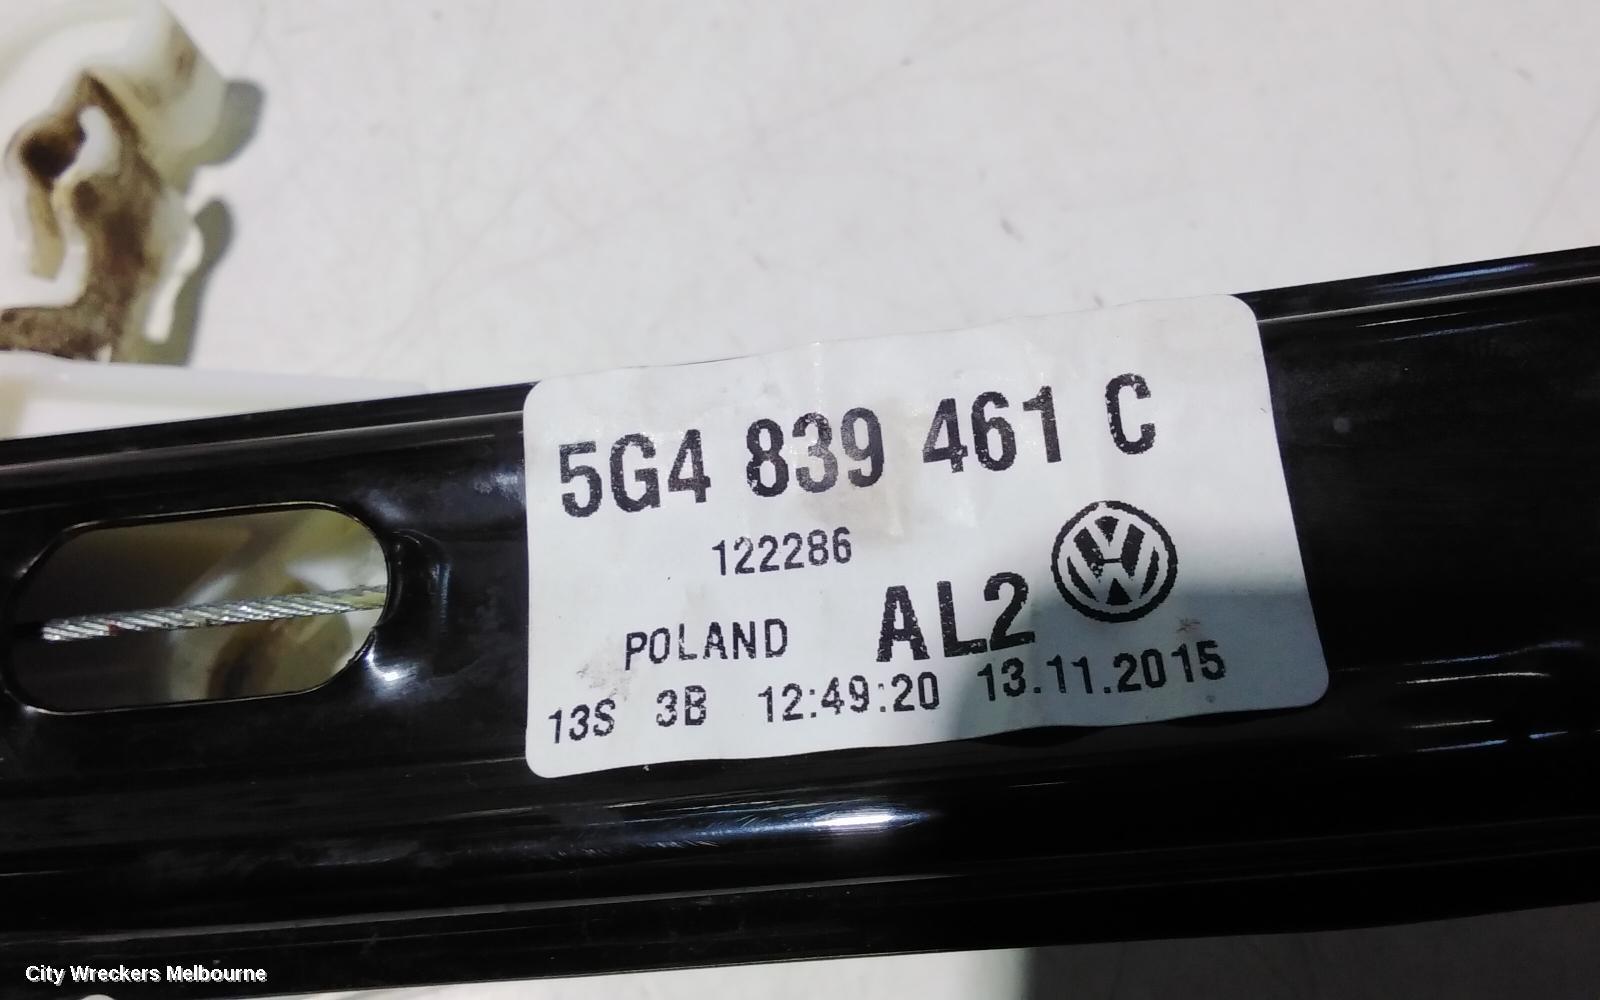 5G4 839 461 C
122286
POLAND AL2
13S 3B 12:49:20 13.11.2015
City Wreckers Melbourne